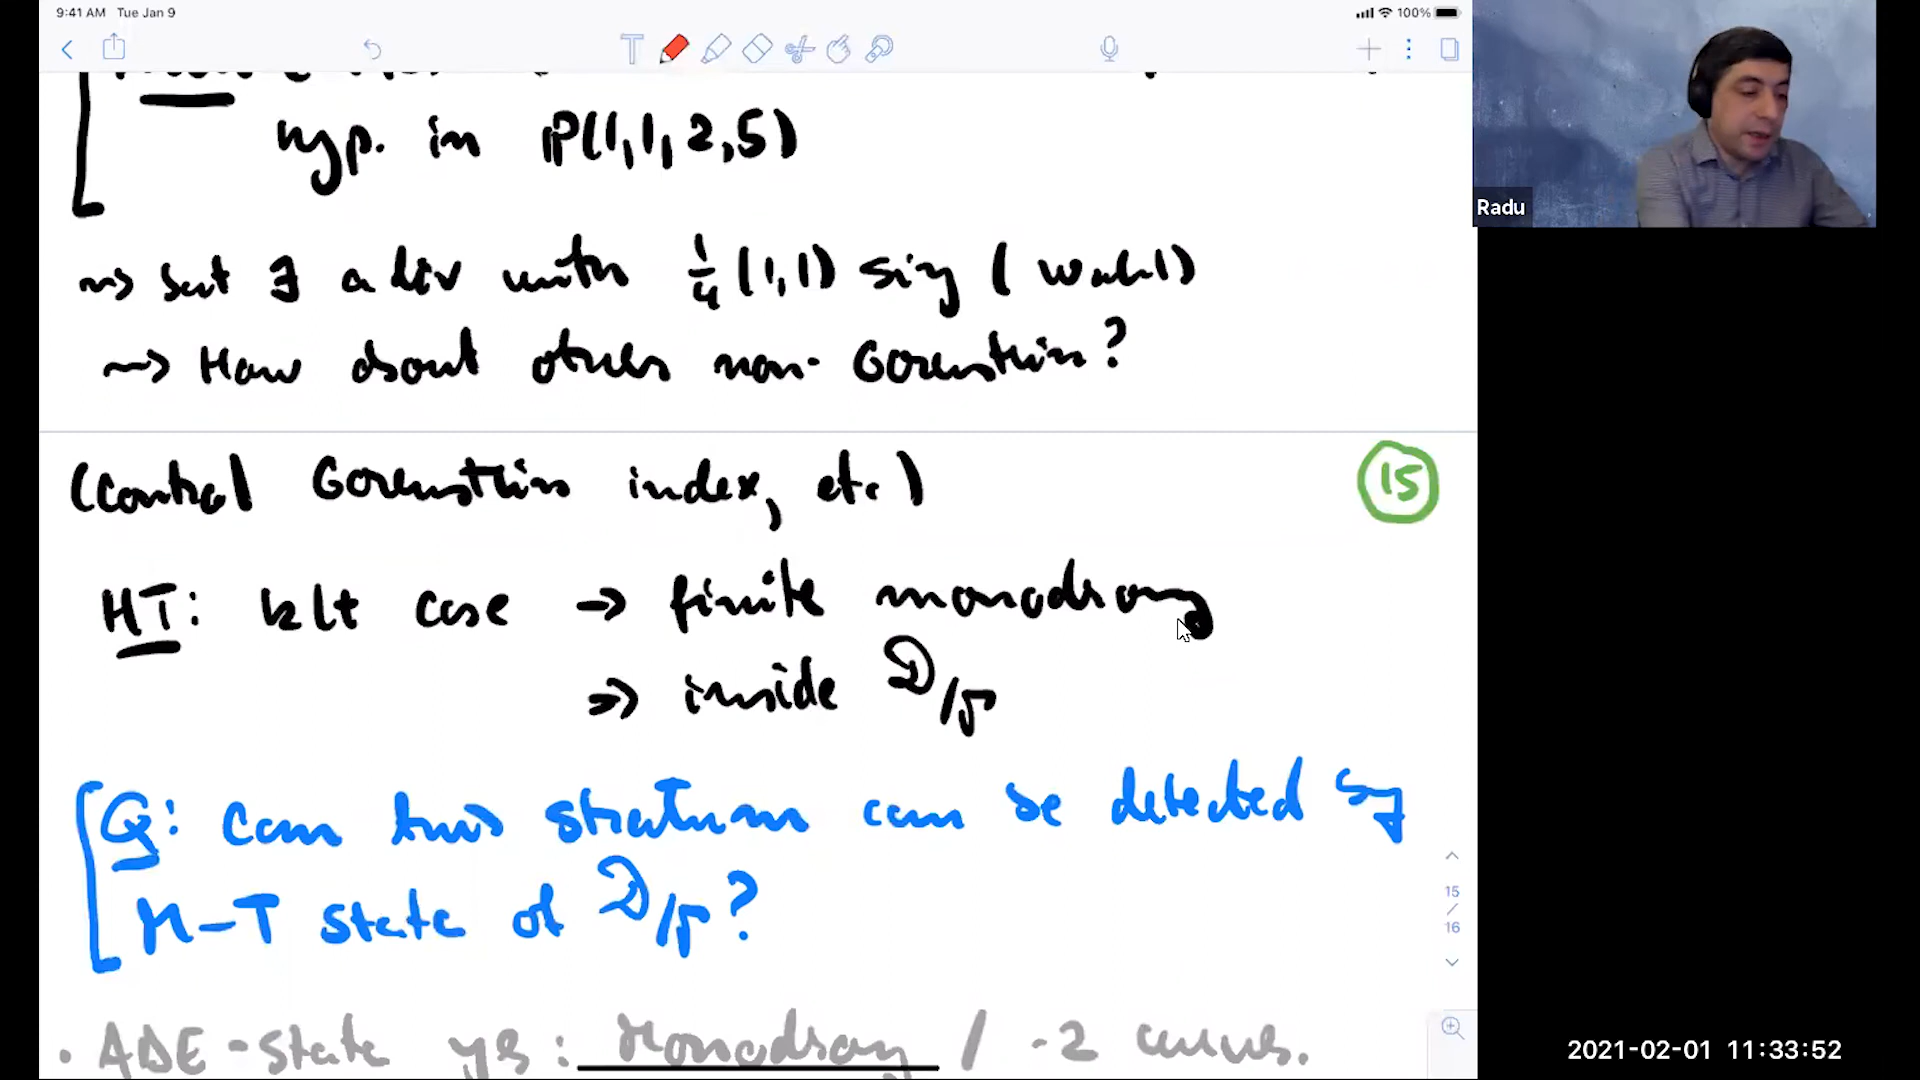 9:41 AM Tue Jan 9
100%
hyp. in ℙ(1,1,2,5)
~> but ∃ a div with 1/4 (1,1) sing (Wahl)
~> How about other non-Gorenstein?
(Control Gorenstein index, etc)
15
HT: klt case → finite monodromy
⇒ inside D/Γ
Q: Can this stratum can be detected by
M-T state of D/Γ?
• ADE-state yes: Monodromy / -2 curves.
15
/
16
Radu
2021-02-01 11:33:52